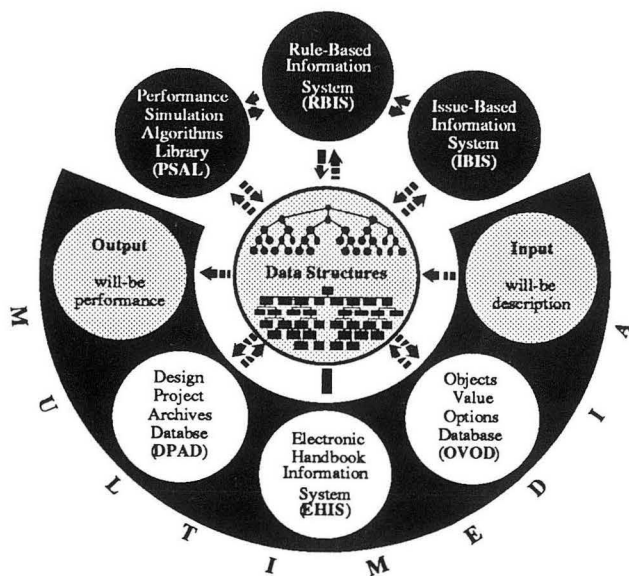 Rule-Based
Information
System
(RBIS)
Performance
Simulation
Algorithms
Library
(PSAL)
Issue-Based
Information
System
(IBIS)
Output
will-be
performance
Data Structures
Input
will-be
description
Design
Project
Archives
Databse
(DPAD)
Electronic
Handbook
Information
System
(EHIS)
Objects
Value
Options
Database
(OVOD)
MULTIMEDIA